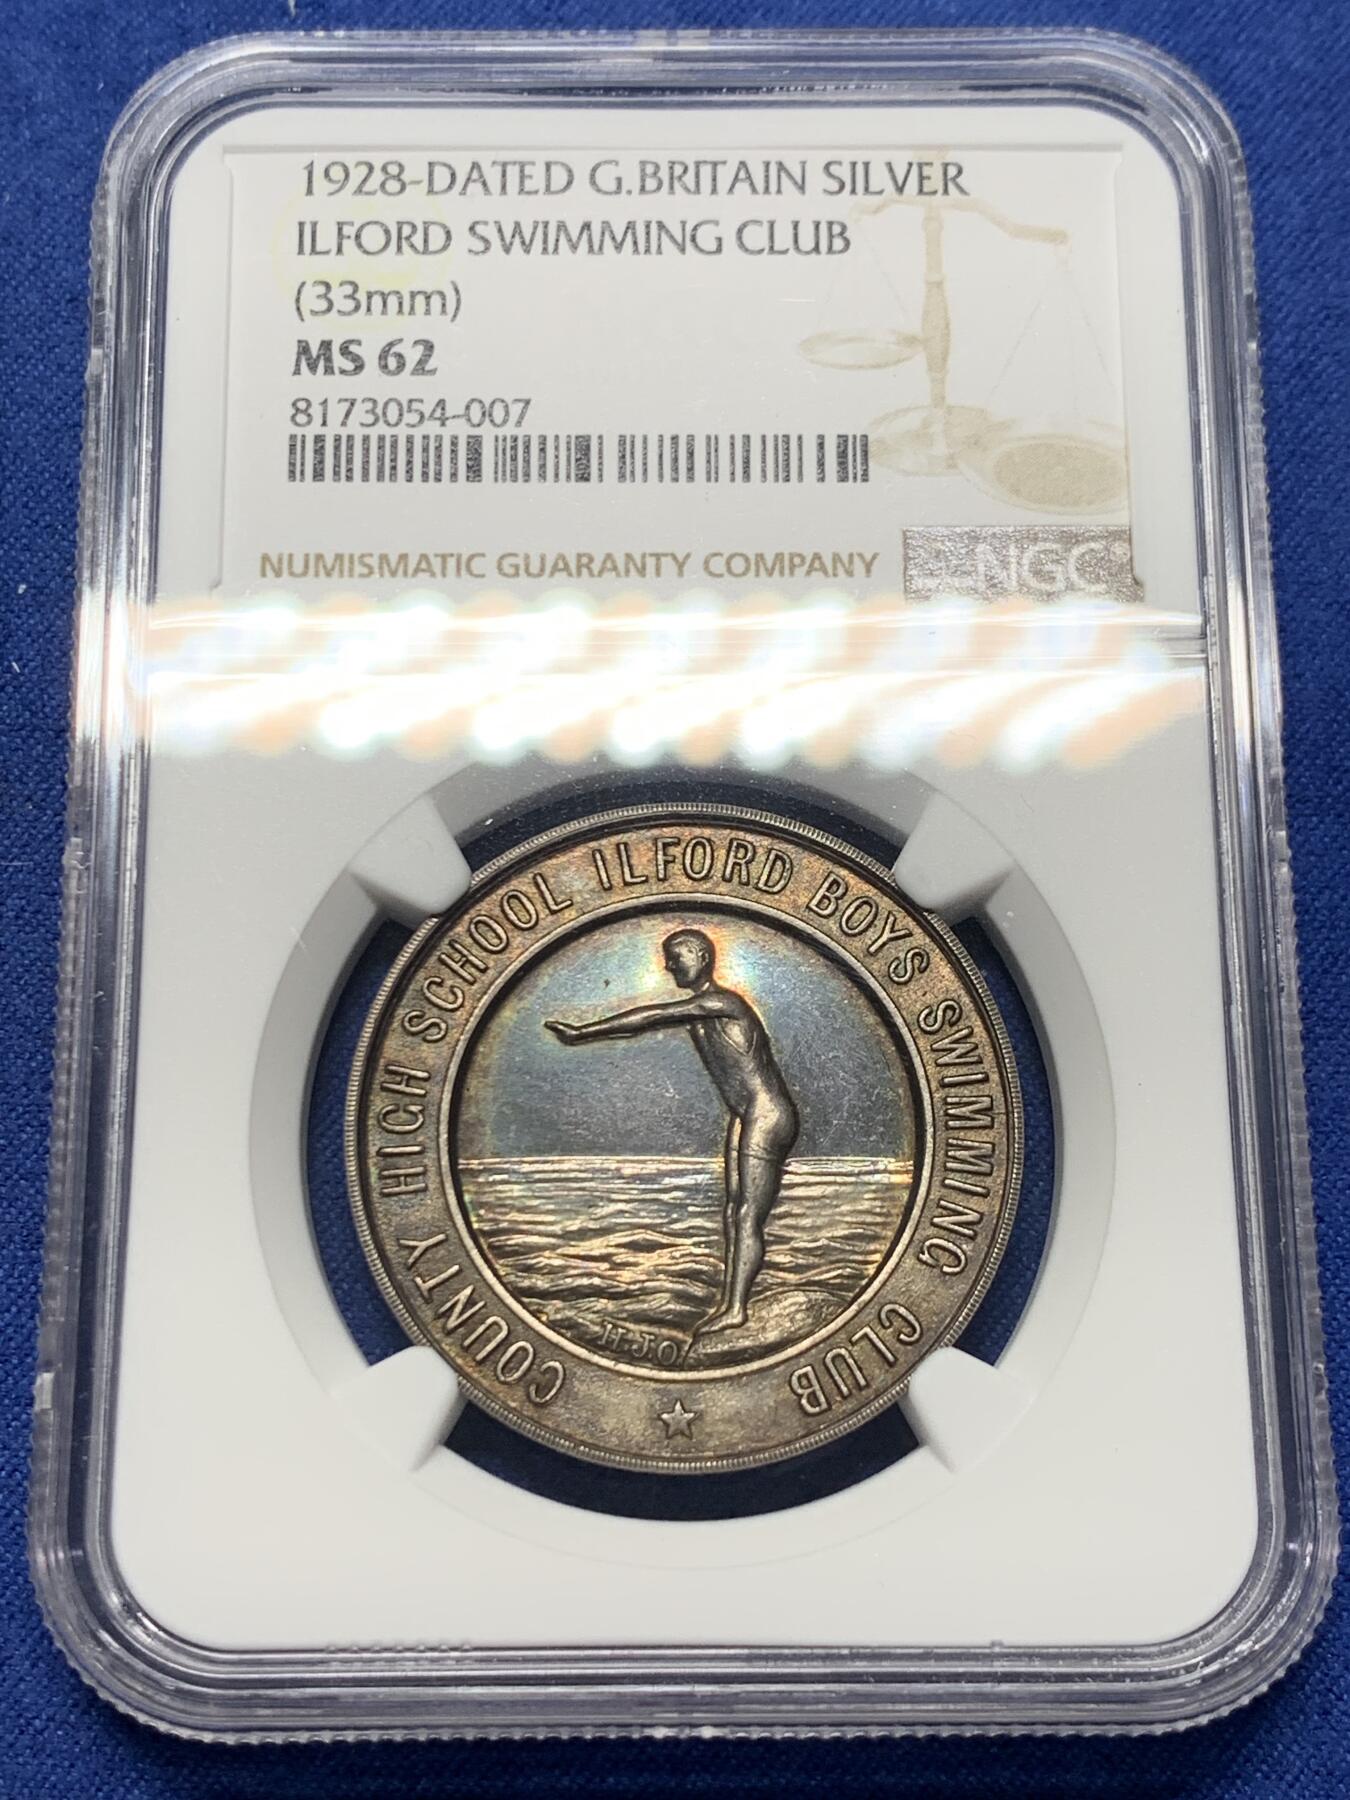 1928-DATED G.BRITAIN SILVER
ILFORD SWIMMING CLUB
(33mm)
MS 62
8173054-007
NUMISMATIC GUARANTY COMPANY
NGC
COUNTY HIGH SCHOOL ILFORD BOYS SWIMMING CLUB
H.J.O